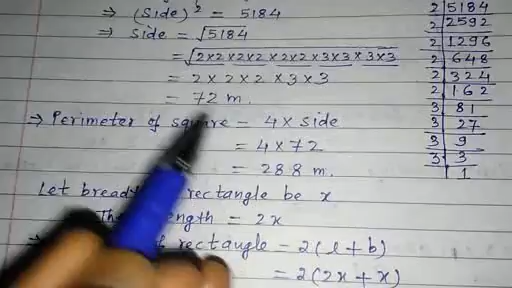 ⇒ (Side)² = 5184
⇒ Side = √5184
= √2×2×2×2×2×2×3×3×3×3
= 2×2×2×3×3
= 72 m.
→ Perimeter of square = 4×side
= 4×72
= 288 m.
Let rectangle be x
= 2x
of rectangle = 2(l+b)
= 2(2x+x)
2 5184
2 2592
2 1296
2 648
2 324
2 162
3 81
3 27
3 9
3 3
1